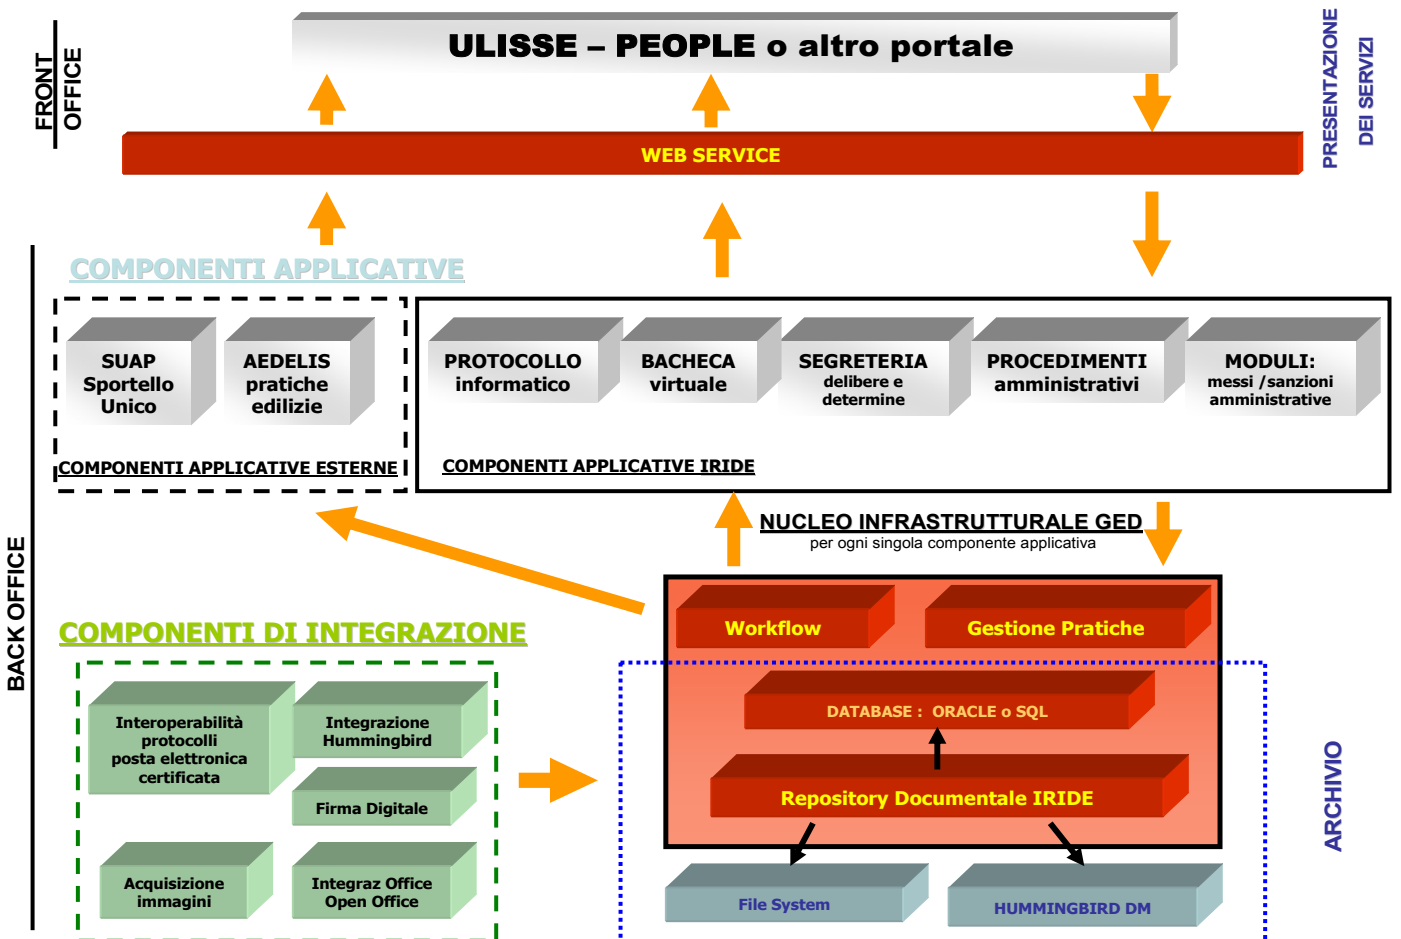 ULISSE – PEOPLE o altro portale
FRONT
OFFICE
PRESENTAZIONE
DEI SERVIZI
WEB SERVICE
COMPONENTI APPLICATIVE
SUAP
Sportello
Unico
AEDELIS
pratiche
edilizie
COMPONENTI APPLICATIVE ESTERNE
PROTOCOLLO
informatico
BACHECA
virtuale
SEGRETERIA
delibere e
determine
PROCEDIMENTI
amministrativi
MODULI:
messi /sanzioni
amministrative
COMPONENTI APPLICATIVE IRIDE
BACK OFFICE
NUCLEO INFRASTRUTTURALE GED
per ogni singola componente applicativa
Workflow
Gestione Pratiche
COMPONENTI DI INTEGRAZIONE
Interoperabilità
protocolli
posta elettronica
certificata
Integrazione
Hummingbird
Firma Digitale
Acquisizione
immagini
Integraz Office
Open Office
DATABASE : ORACLE o SQL
Repository Documentale IRIDE
ARCHIVIO
File System
HUMMINGBIRD DM